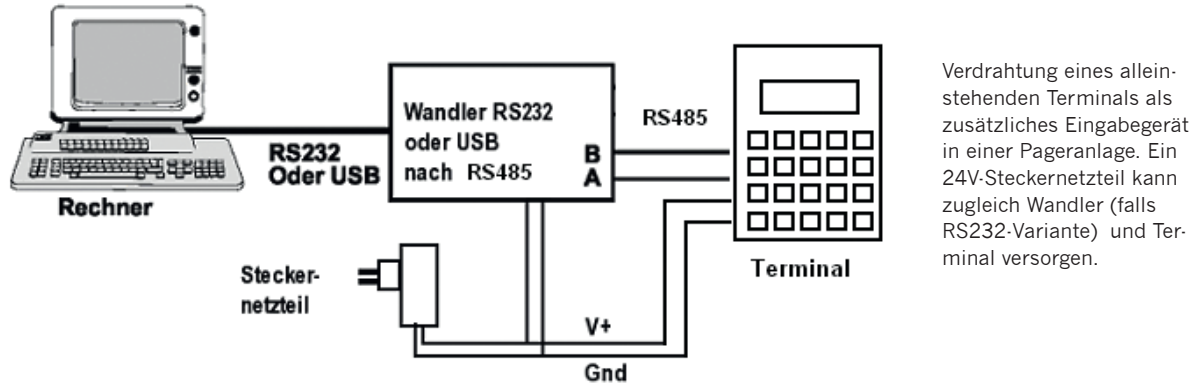 Rechner
RS232
Oder USB
Wandler RS232
oder USB
nach RS485
B
A
RS485
Terminal
Stecker-
netzteil
V+
Gnd
Verdrahtung eines allein-
stehenden Terminals als
zusätzliches Eingabegerät
in einer Pageranlage. Ein
24V-Steckernetzteil kann
zugleich Wandler (falls
RS232-Variante) und Ter-
minal versorgen.